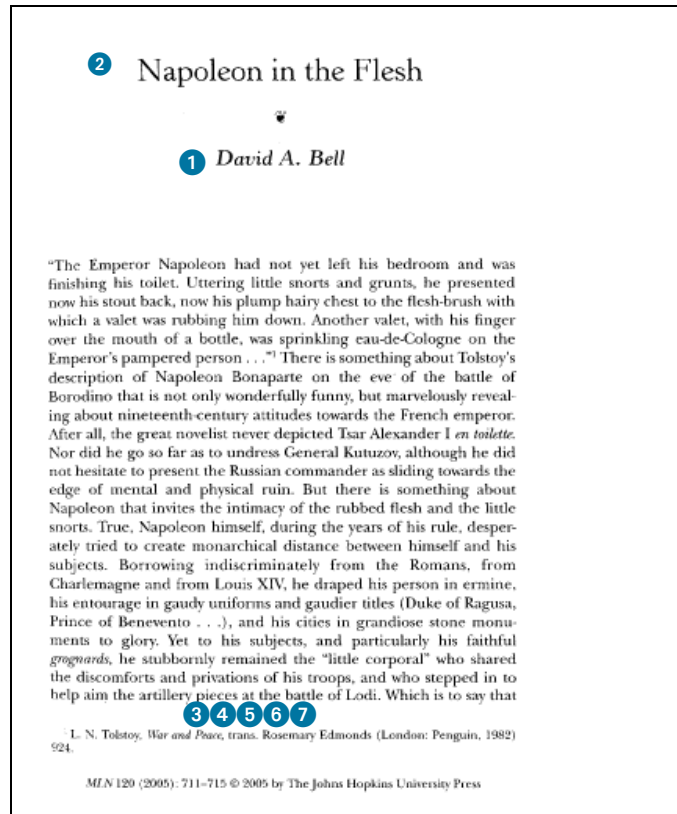 2 Napoleon in the Flesh
1 David A. Bell
“The Emperor Napoleon had not yet left his bedroom and was
finishing his toilet. Uttering little snorts and grunts, he presented
now his stout back, now his plump hairy chest to the flesh-brush with
which a valet was rubbing him down. Another valet, with his finger
over the mouth of a bottle, was sprinkling eau-de-Cologne on the
Emperor’s pampered person . . .”1 There is something about Tolstoy’s
description of Napoleon Bonaparte on the eve of the battle of
Borodino that is not only wonderfully funny, but marvelously reveal-
ing about nineteenth-century attitudes towards the French emperor.
After all, the great novelist never depicted Tsar Alexander I en toilette.
Nor did he go so far as to undress General Kutuzov, although he did
not hesitate to present the Russian commander as sliding towards the
edge of mental and physical ruin. But there is something about
Napoleon that invites the intimacy of the rubbed flesh and the little
snorts. True, Napoleon himself, during the years of his rule, desper-
ately tried to create monarchical distance between himself and his
subjects. Borrowing indiscriminately from the Romans, from
Charlemagne and from Louis XIV, he draped his person in ermine,
his entourage in gaudy uniforms and gaudier titles (Duke of Ragusa,
Prince of Benevento . . .), and his cities in grandiose stone monu-
ments to glory. Yet to his subjects, and particularly his faithful
grognards, he stubbornly remained the “little corporal” who shared
the discomforts and privations of his troops, and who stepped in to
help aim the artillery pieces at the battle of Lodi. Which is to say that
3 4 5 6 7
L. N. Tolstoy, War and Peace, trans. Rosemary Edmonds (London: Penguin, 1982)
924.
MLN 120 (2005): 711–715 © 2005 by The Johns Hopkins University Press